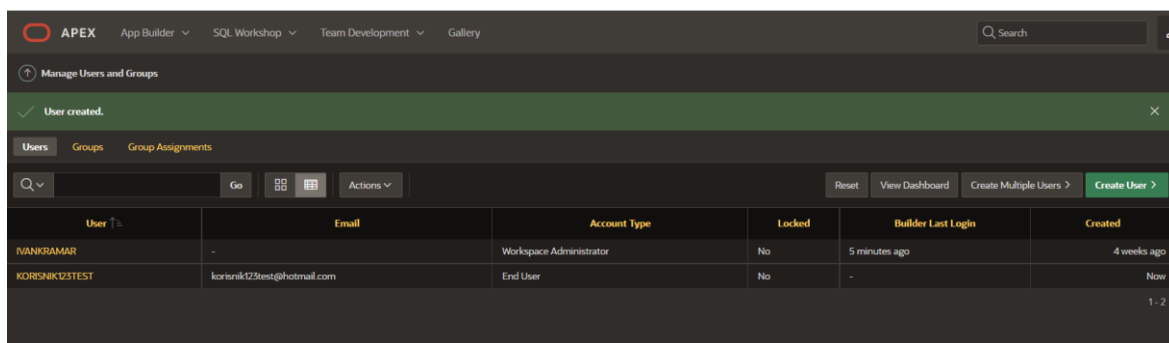 APEX App Builder SQL Workshop Team Development Gallery Search
Manage Users and Groups
User created.
Users Groups Group Assignments
Go Actions Reset View Dashboard Create Multiple Users > Create User >
User Email Account Type Locked Builder Last Login Created
IVANKRAMAR - Workspace Administrator No 5 minutes ago 4 weeks ago
KORISNIK123TEST korisnik123test@hotmail.com End User No - Now
1 - 2